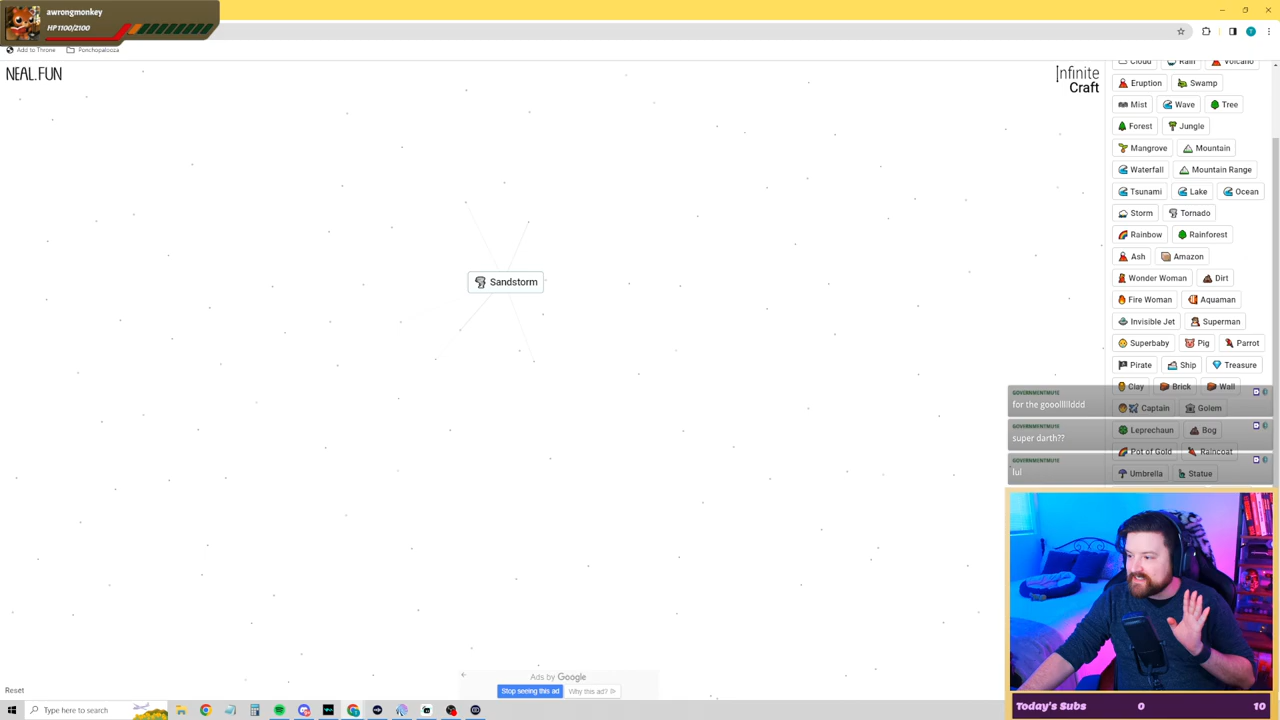 awrongmonkey
HP 1100/2100
Add to Throne
Ponchopalooza
NEAL.FUN
Infinite
Craft
Cloud Rain Volcano
Eruption Swamp
Mist Wave Tree
Forest Jungle
Mangrove Mountain
Waterfall Mountain Range
Tsunami Lake Ocean
Storm Tornado
Rainbow Rainforest
Ash Amazon
Wonder Woman Dirt
Fire Woman Aquaman
Invisible Jet Superman
Superbaby Pig Parrot
Pirate Ship Treasure
Clay Brick Wall
Captain Golem
Leprechaun Bog
Pot of Gold Raincoat
Umbrella Statue
Sandstorm
GOVERNMENTMU1E
for the gooolllllddd
GOVERNMENTMU1E
super darth??
GOVERNMENTMU1E
lul
Today's Subs 0 10
Ads by Google
Stop seeing this ad Why this ad?
Reset
Type here to search